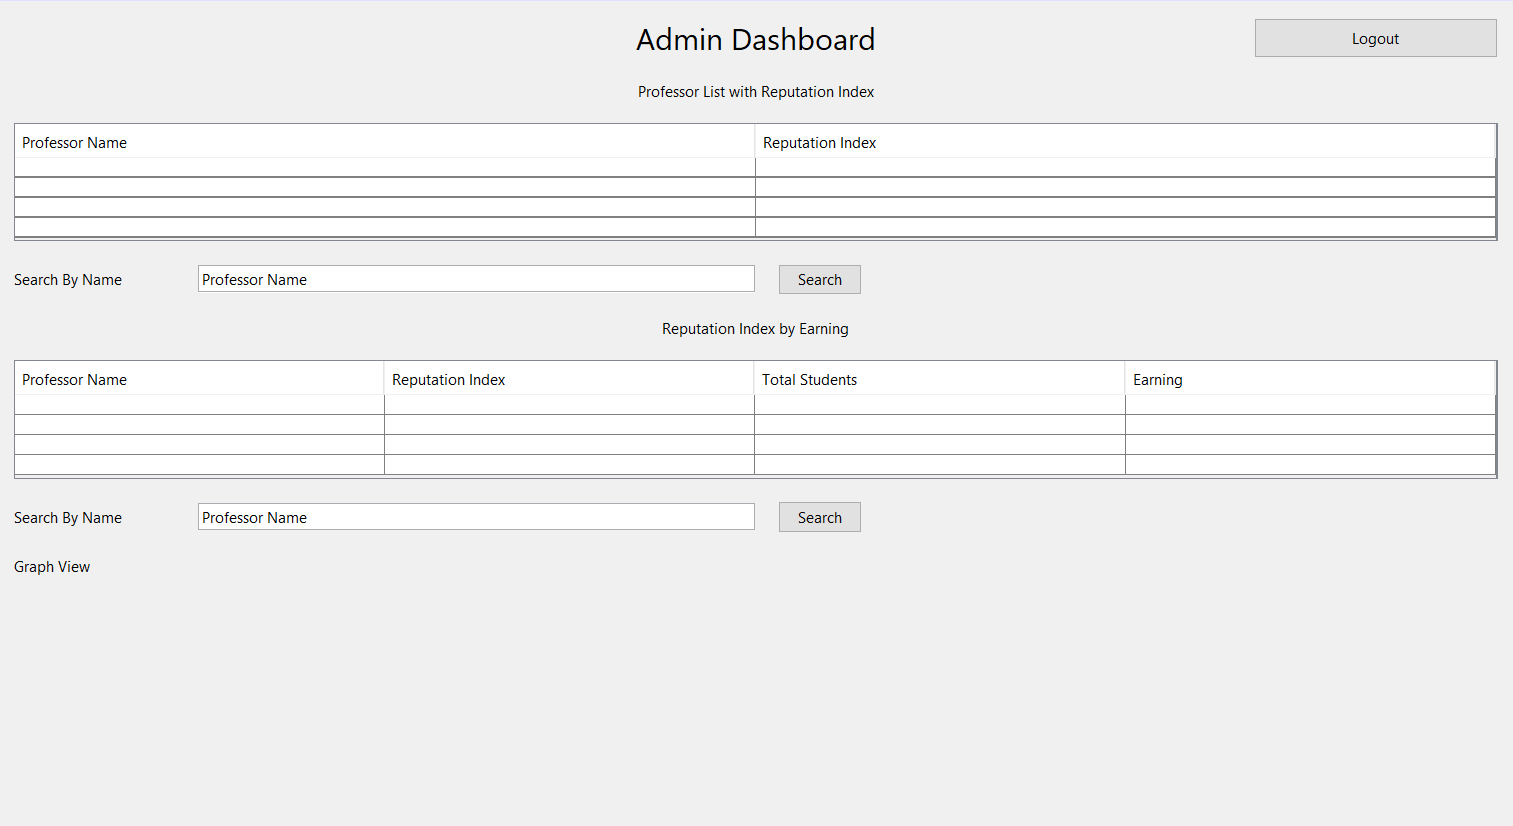 Admin Dashboard
Logout
Professor List with Reputation Index
Professor Name Reputation Index
Search By Name Professor Name Search
Reputation Index by Earning
Professor Name Reputation Index Total Students Earning
Search By Name Professor Name Search
Graph View